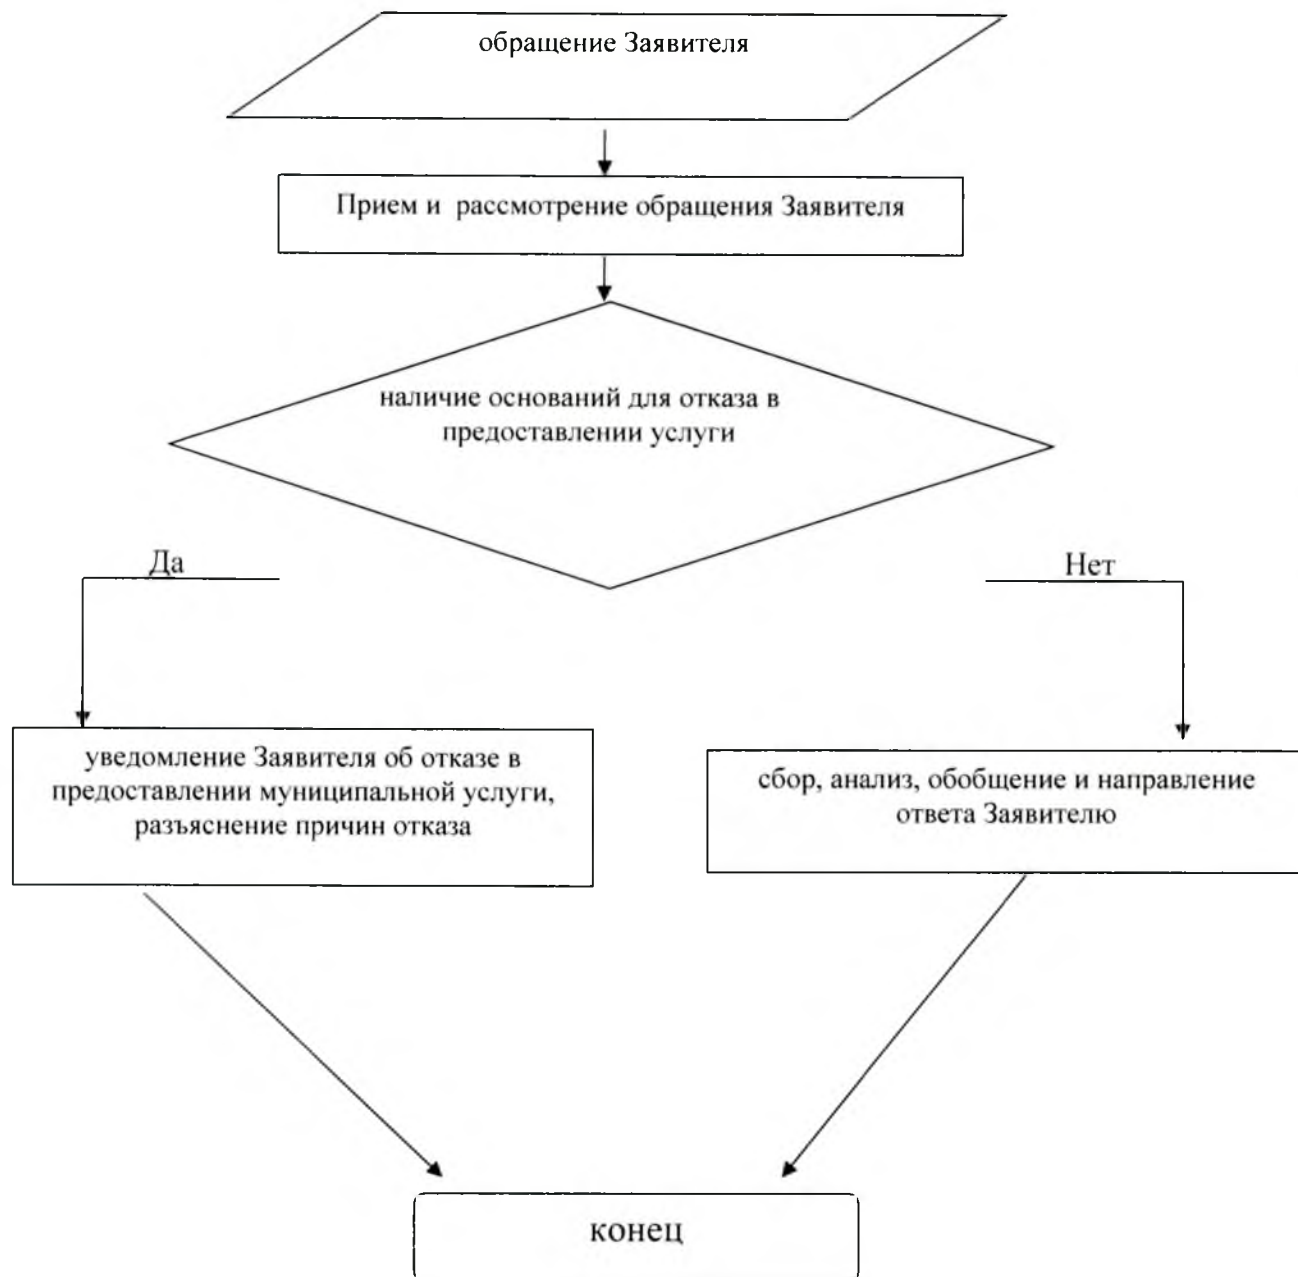 обращение Заявителя
Прием и рассмотрение обращения Заявителя
наличие оснований для отказа в
предоставлении услуги
Да
Нет
уведомление Заявителя об отказе в
предоставлении муниципальной услуги,
разъяснение причин отказа
сбор, анализ, обобщение и направление
ответа Заявителю
конец